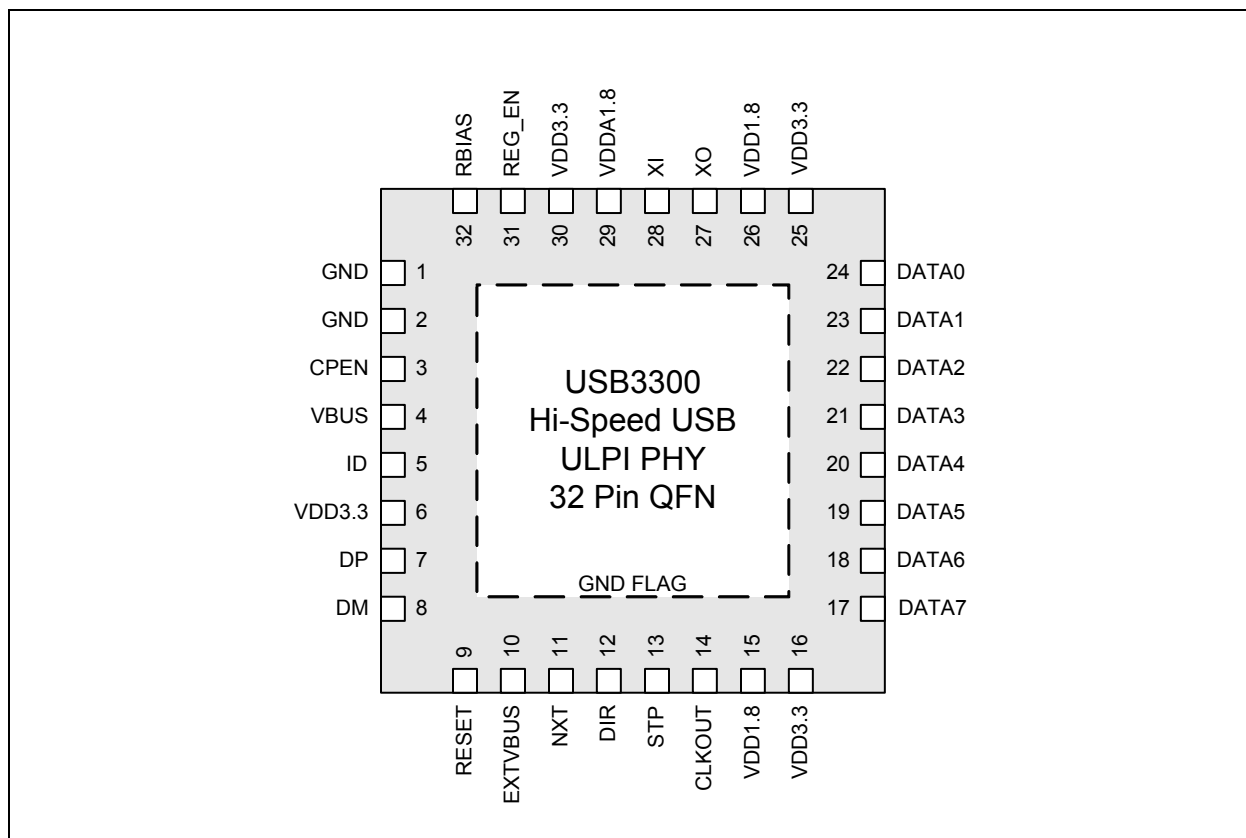 RBIAS
REG_EN
VDD3.3
VDDA1.8
XI
XO
VDD1.8
VDD3.3
32
31
30
29
28
27
26
25
GND 1
GND 2
CPEN 3
VBUS 4
ID 5
VDD3.3 6
DP 7
DM 8
USB3300
Hi-Speed USB
ULPI PHY
32 Pin QFN
GND FLAG
24 DATA0
23 DATA1
22 DATA2
21 DATA3
20 DATA4
19 DATA5
18 DATA6
17 DATA7
9
10
11
12
13
14
15
16
RESET
EXTVBUS
NXT
DIR
STP
CLKOUT
VDD1.8
VDD3.3